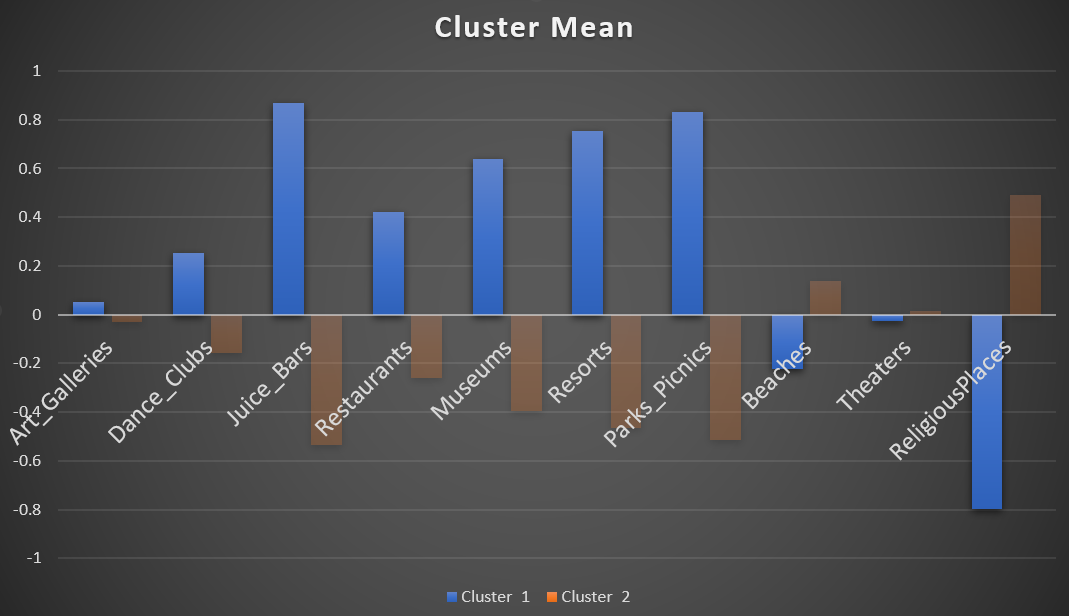 Cluster Mean
1
0.8
0.6
0.4
0.2
0
-0.2
-0.4
-0.6
-0.8
-1
Art_Galleries
Dance_Clubs
Juice_Bars
Restaurants
Museums
Resorts
Parks_Picnics
Beaches
Theaters
ReligiousPlaces
Cluster 1 Cluster 2